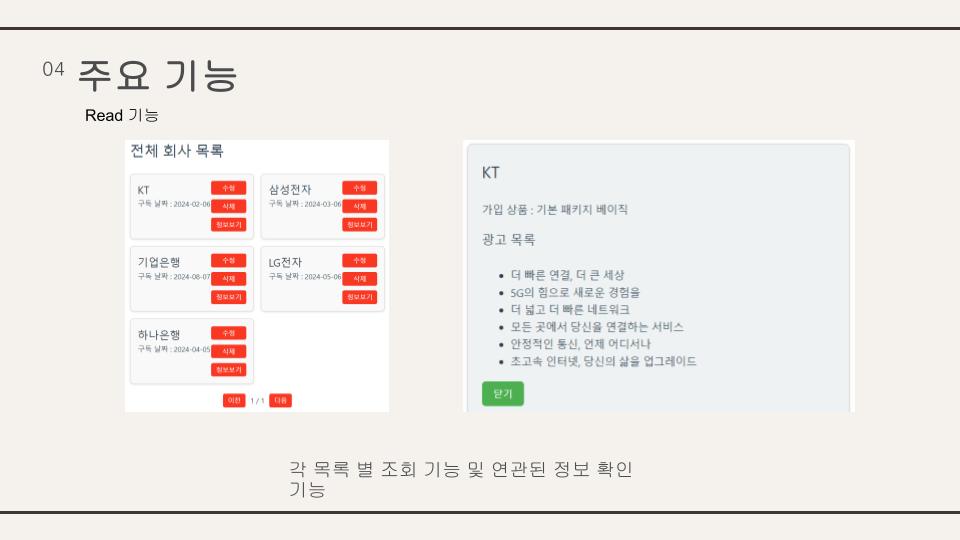 04 주요 기능
Read 기능
전체 회사 목록
KT
구독 날짜 : 2024-02-06
수정
삭제
정보보기
삼성전자
구독 날짜 : 2024-03-06
수정
삭제
정보보기
기업은행
구독 날짜 : 2024-08-07
수정
삭제
정보보기
LG전자
구독 날짜 : 2024-05-06
수정
삭제
정보보기
하나은행
구독 날짜 : 2024-04-05
수정
삭제
정보보기
이전 1 / 1 다음
KT
가입 상품 : 기본 패키지 베이직
광고 목록
• 더 빠른 연결, 더 큰 세상
• 5G의 힘으로 새로운 경험을
• 더 넓고 더 빠른 네트워크
• 모든 곳에서 당신을 연결하는 서비스
• 안정적인 통신, 언제 어디서나
• 초고속 인터넷, 당신의 삶을 업그레이드
닫기
각 목록 별 조회 기능 및 연관된 정보 확인
기능